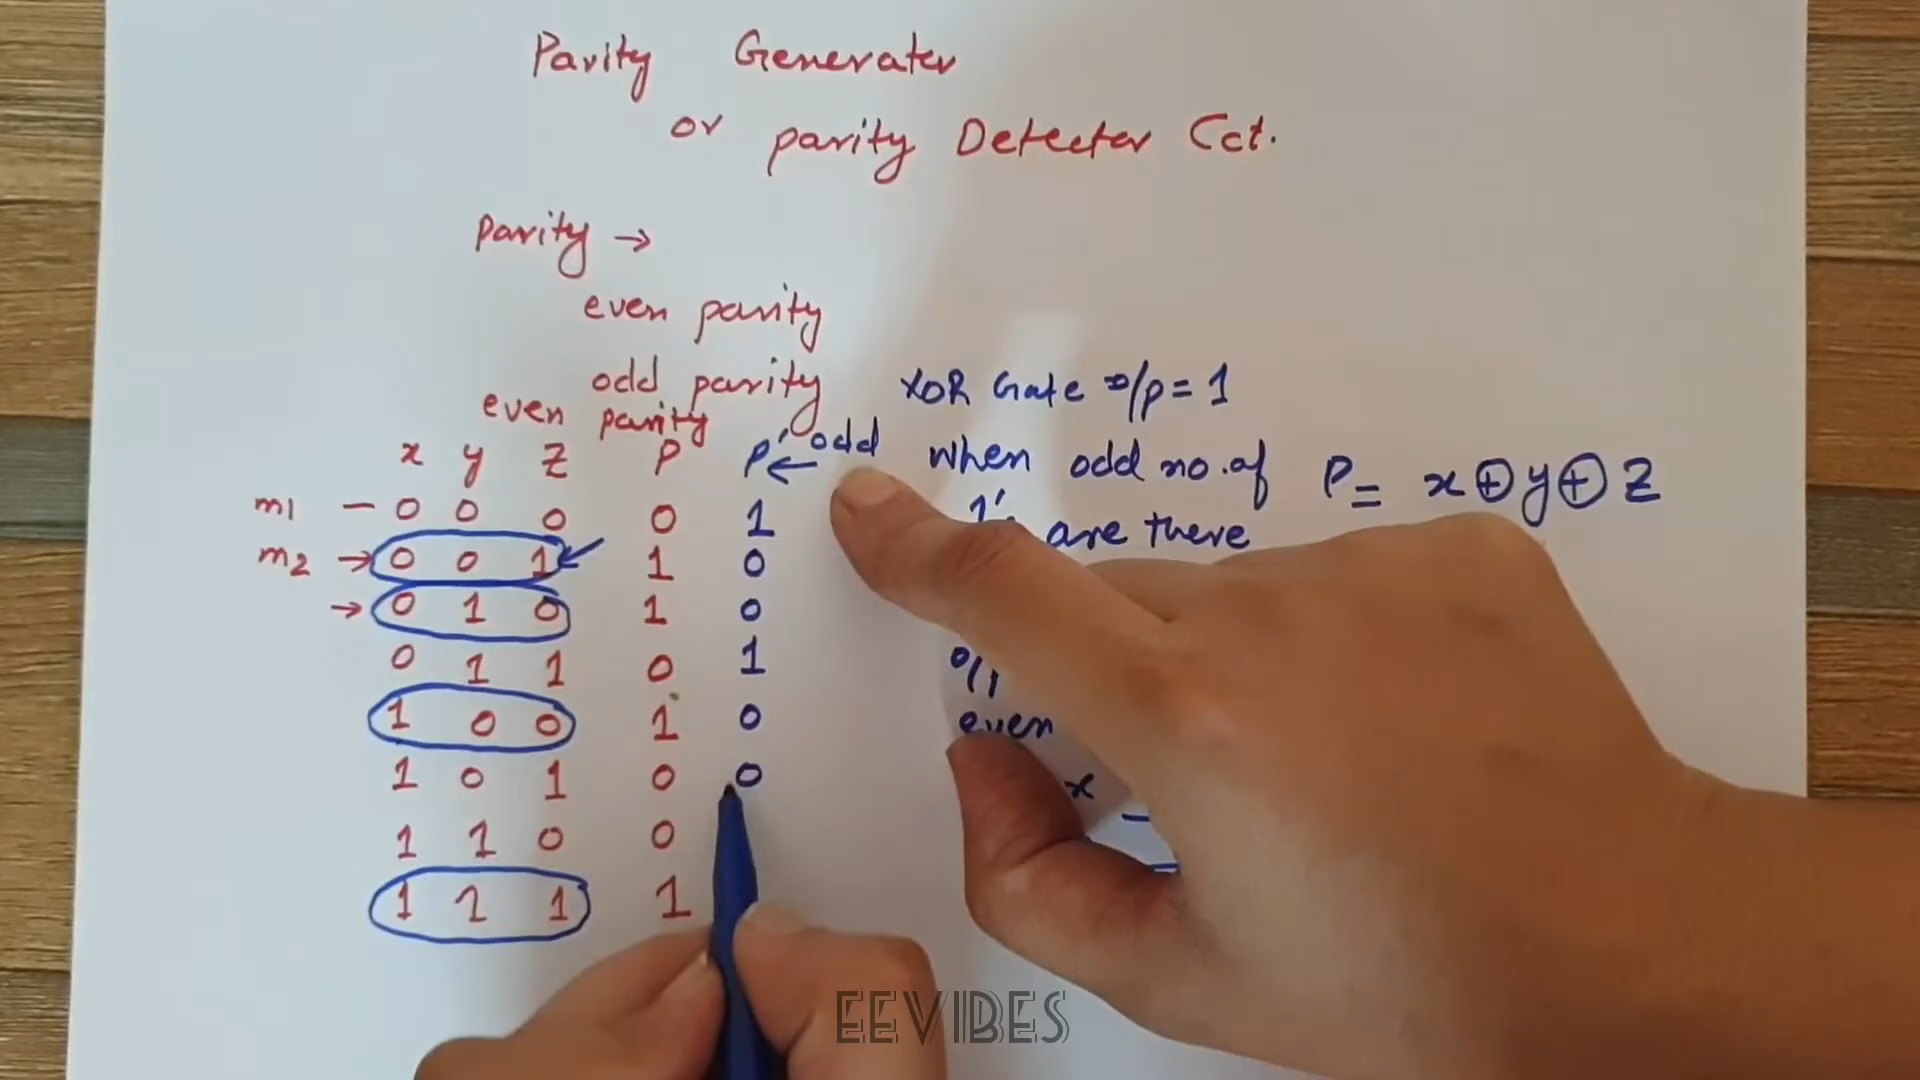 Parity Generater
or parity Detecter Cct.
parity →
even parity
odd parity
even parity
x y z P P' ← odd
m1 — 0 0 0 0 1
m2 → 0 0 1 1 0
→ 0 1 0 1 0
0 1 1 0 1
1 0 0 1 0
1 0 1 0 0
1 1 0 0
1 1 1 1
XOR Gate o/p = 1
when odd no. of
1's are there
P = x ⊕ y ⊕ z
even
x
EEVIBES